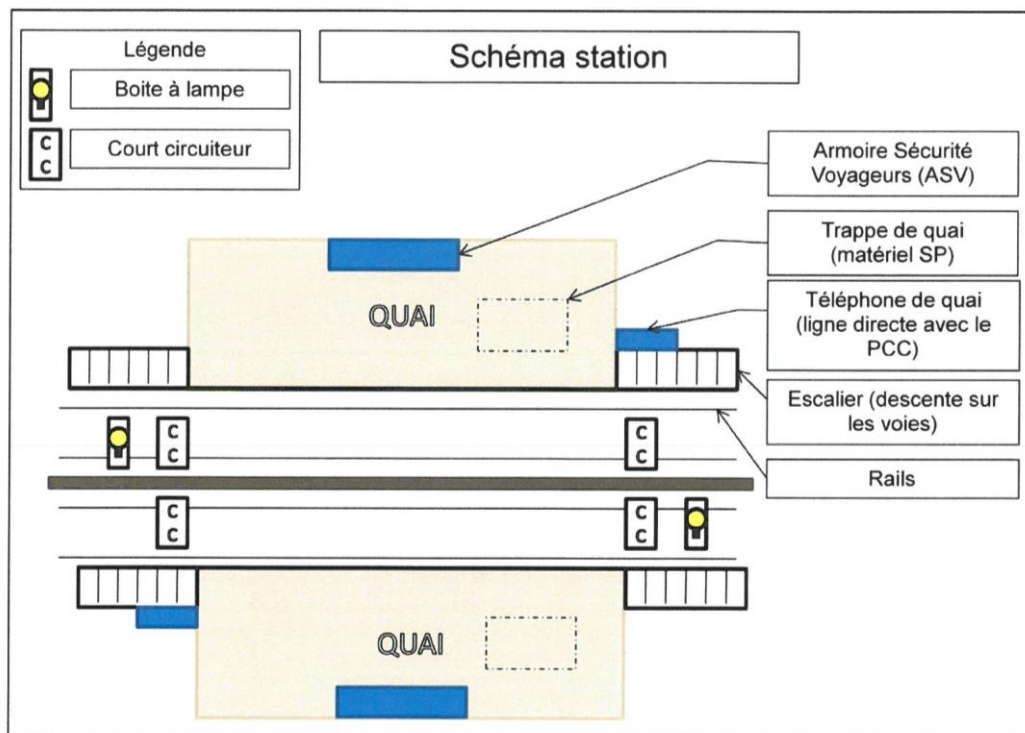 Légende
Boite à lampe
C
C
Court circuiteur
Schéma station
Armoire Sécurité
Voyageurs (ASV)
Trappe de quai
(matériel SP)
Téléphone de quai
(ligne directe avec le
PCC)
Escalier (descente sur
les voies)
Rails
QUAI
C
C
C
C
C
C
C
C
QUAI